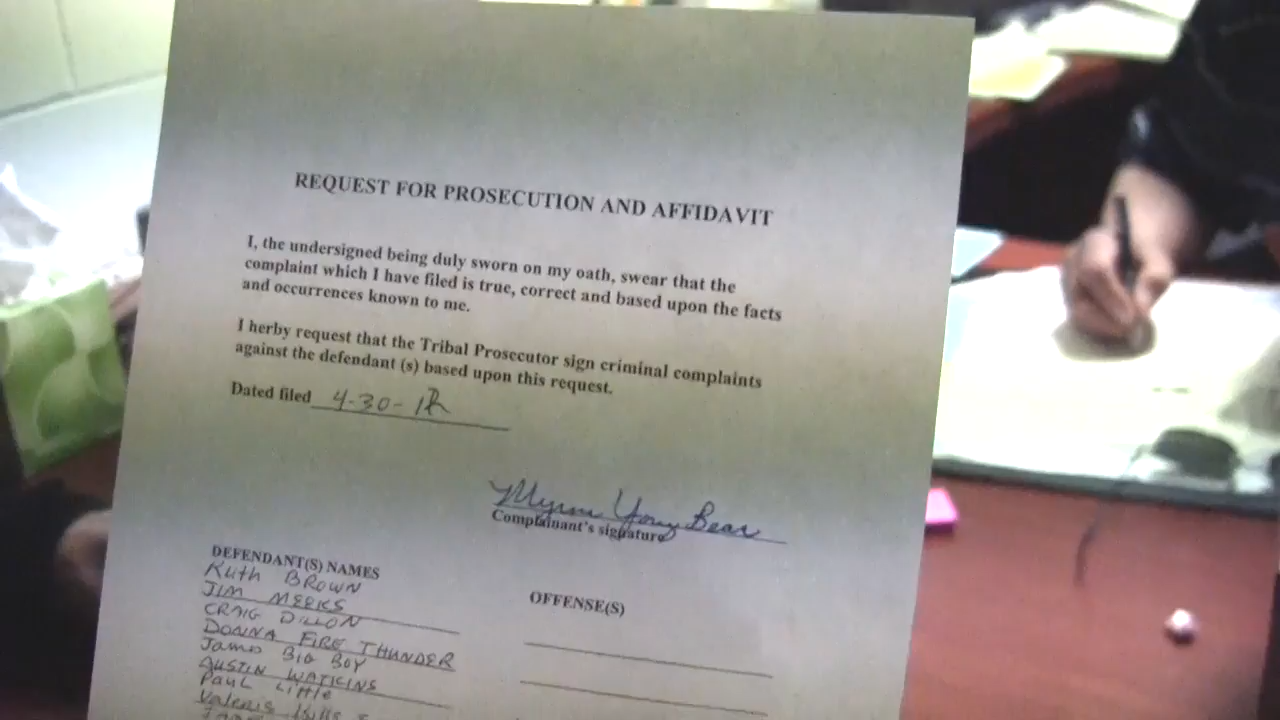 REQUEST FOR PROSECUTION AND AFFIDAVIT
I, the undersigned being duly sworn on my oath, swear that the
complaint which I have filed is true, correct and based upon the facts
and occurrences known to me.
I herby request that the Tribal Prosecutor sign criminal complaints
against the defendant (s) based upon this request.
Dated filed 4-30-12
Bear
Complainant's signature
DEFENDANT(S) NAMES
OFFENSE(S)
Ruth BROWN
JIM MEEKS
CRAIG DILLON
DONNA FIRE THUNDER
James BIG BOY
AUSTIN WATKINS
Paul Little
Valerie Hills